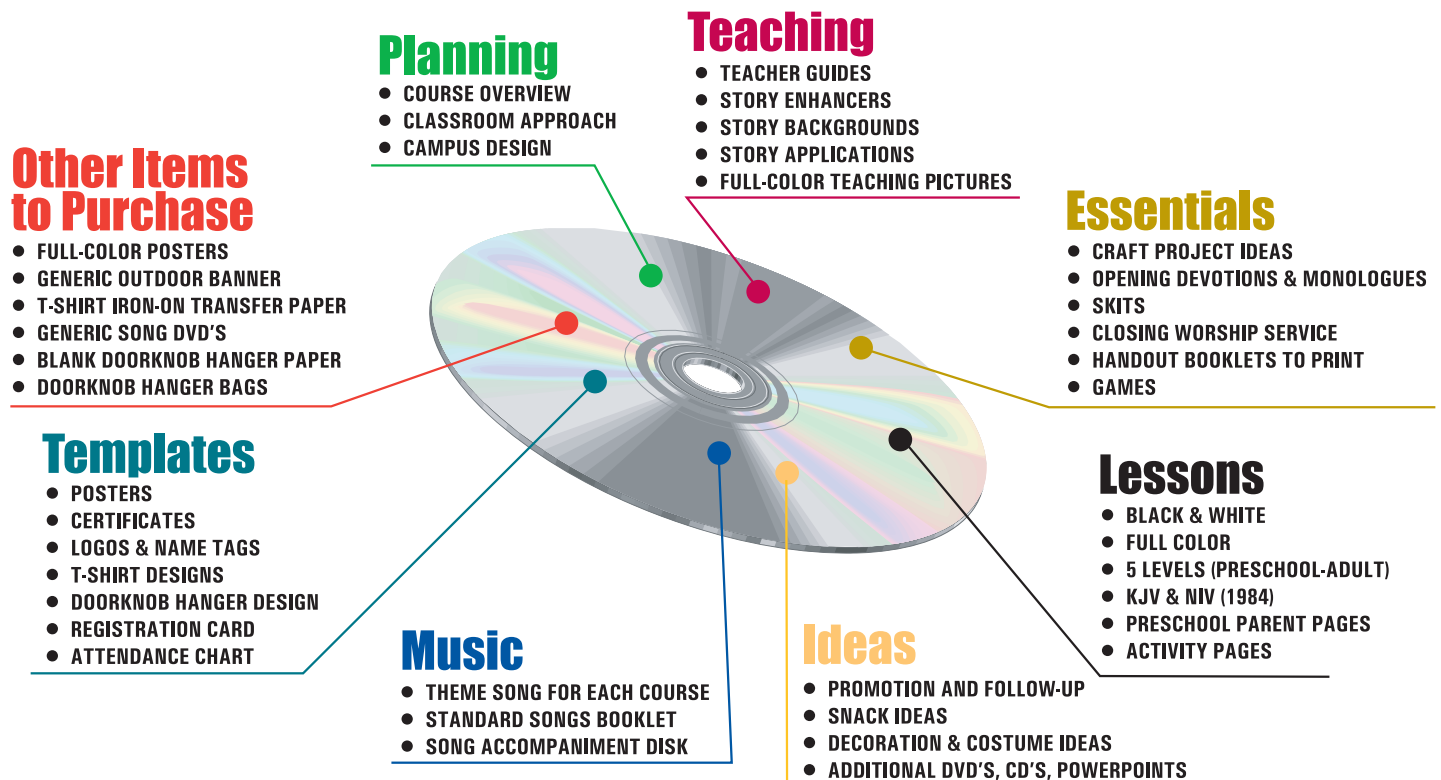 Planning
• COURSE OVERVIEW
• CLASSROOM APPROACH
• CAMPUS DESIGN
Teaching
• TEACHER GUIDES
• STORY ENHANCERS
• STORY BACKGROUNDS
• STORY APPLICATIONS
• FULL-COLOR TEACHING PICTURES
Other Items
to Purchase
• FULL-COLOR POSTERS
• GENERIC OUTDOOR BANNER
• T-SHIRT IRON-ON TRANSFER PAPER
• GENERIC SONG DVD'S
• BLANK DOORKNOB HANGER PAPER
• DOORKNOB HANGER BAGS
Essentials
• CRAFT PROJECT IDEAS
• OPENING DEVOTIONS & MONOLOGUES
• SKITS
• CLOSING WORSHIP SERVICE
• HANDOUT BOOKLETS TO PRINT
• GAMES
Templates
• POSTERS
• CERTIFICATES
• LOGOS & NAME TAGS
• T-SHIRT DESIGNS
• DOORKNOB HANGER DESIGN
• REGISTRATION CARD
• ATTENDANCE CHART
Lessons
• BLACK & WHITE
• FULL COLOR
• 5 LEVELS (PRESCHOOL-ADULT)
• KJV & NIV (1984)
• PRESCHOOL PARENT PAGES
• ACTIVITY PAGES
Music
• THEME SONG FOR EACH COURSE
• STANDARD SONGS BOOKLET
• SONG ACCOMPANIMENT DISK
Ideas
• PROMOTION AND FOLLOW-UP
• SNACK IDEAS
• DECORATION & COSTUME IDEAS
• ADDITIONAL DVD'S, CD'S, POWERPOINTS